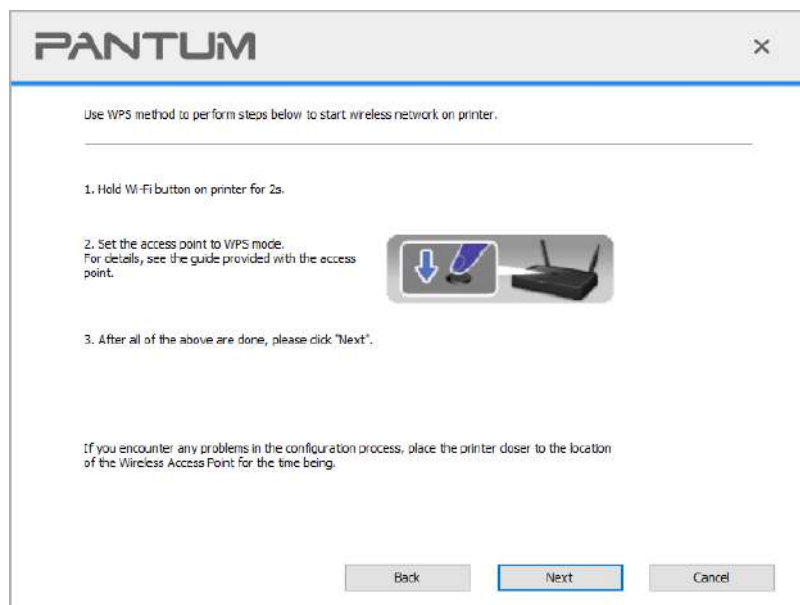 PANTUM
Use WPS method to perform steps below to start wireless network on printer.
1. Hold Wi-Fi button on printer for 2s.
2. Set the access point to WPS mode.
For details, see the guide provided with the access
point.
3. After all of the above are done, please click "Next".
If you encounter any problems in the configuration process, place the printer closer to the location
of the Wireless Access Point for the time being.
Back Next Cancel